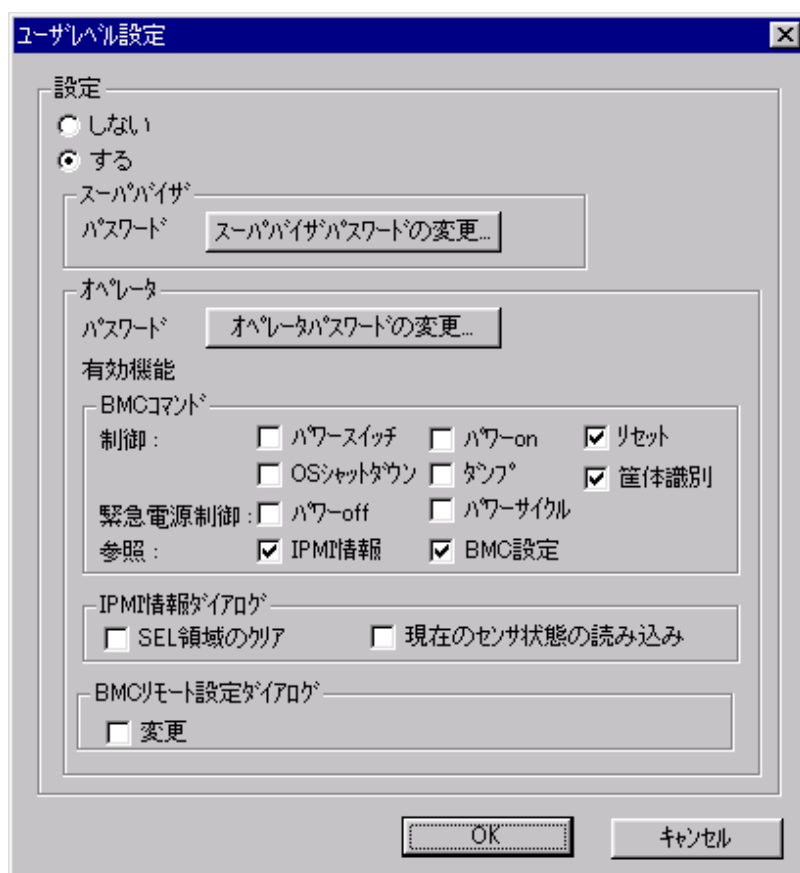 ﾕｰｻﾞﾚﾍﾞﾙ設定
設定
しない
する
ｽｰﾊﾟﾊﾞｲｻﾞ
ﾊﾟｽﾜｰﾄﾞ ｽｰﾊﾟﾊﾞｲｻﾞﾊﾟｽﾜｰﾄﾞの変更...
ｵﾍﾟﾚｰﾀ
ﾊﾟｽﾜｰﾄﾞ ｵﾍﾟﾚｰﾀﾊﾟｽﾜｰﾄﾞの変更...
有効機能
BMCｺﾏﾝﾄﾞ
制御： ﾊﾟﾜｰｽｲｯﾁ ﾊﾟﾜｰon ﾘｾｯﾄ
OSｼｬｯﾄﾀﾞｳﾝ ﾀﾞﾝﾌﾟ 筐体識別
緊急電源制御： ﾊﾟﾜｰoff ﾊﾟﾜｰｻｲｸﾙ
参照： IPMI情報 BMC設定
IPMI情報ﾀﾞｲｱﾛｸﾞ
SEL領域のｸﾘｱ 現在のｾﾝｻ状態の読み込み
BMCﾘﾓｰﾄ設定ﾀﾞｲｱﾛｸﾞ
変更
OK ｷｬﾝｾﾙ